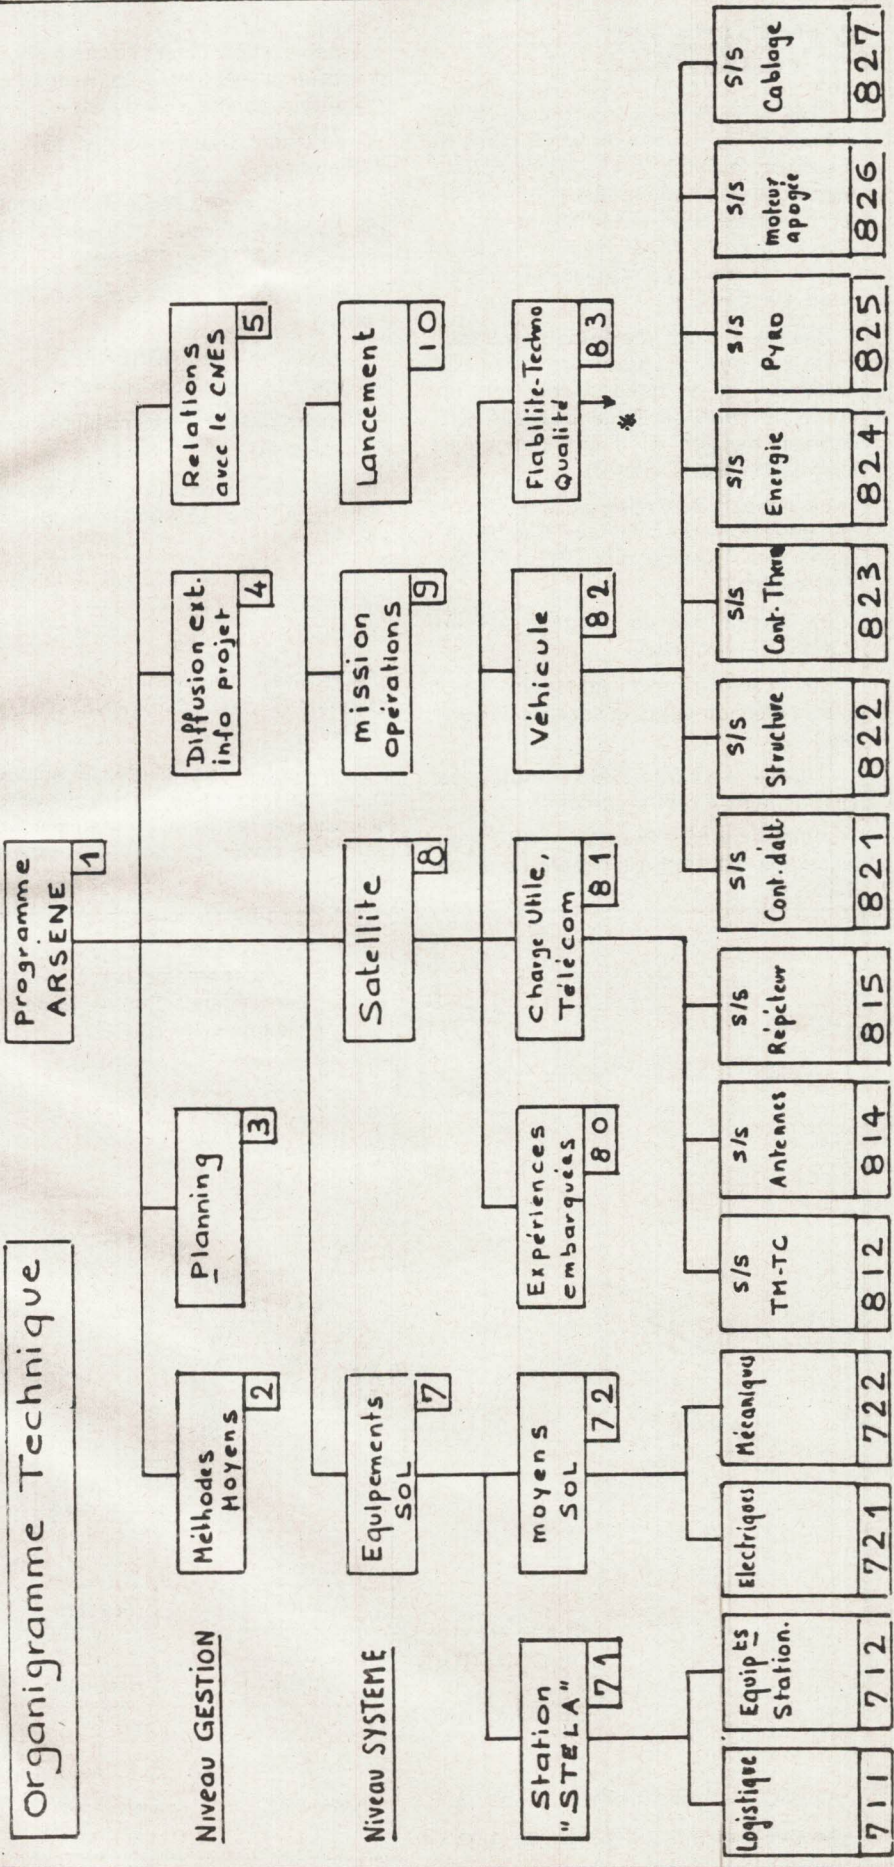 Organigramme Technique
Programme
ARSENE
1
Niveau GESTION
Méthodes
Moyens
2
Planning
3
Diffusion ext.
info projet
4
Relations
avec le CNES
5
Niveau SYSTEME
Equipements
SOL
7
Satellite
8
mission
opérations
9
Lancement
10
Station
"STELA"
71
moyens
SOL
72
Expériences
embarquées
80
Charge Utile,
Télécom
81
Véhicule
82
Fiabilité-Techno
Qualité
83
*
Logistique
711
Equipts
Station.
712
Electriques
721
Mécaniques
722
S/S
TM-TC
812
S/S
Antennes
814
S/S
Répéteur
815
S/S
Cont. d'att.
821
S/S
Structure
822
S/S
Cont. Therm
823
S/S
Energie
824
S/S
PYRO
825
S/S
moteur
apogée
826
S/S
Cablage
827